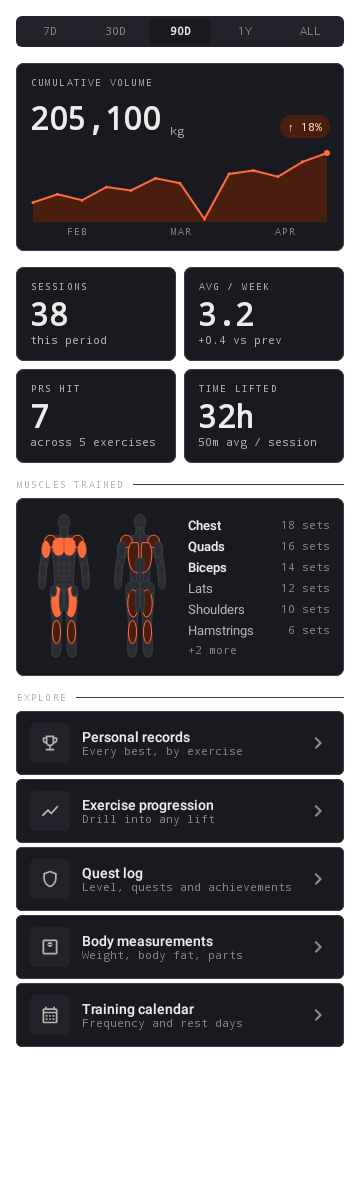 7D 30D 90D 1Y ALL
CUMULATIVE VOLUME
205,100 kg
↑ 18%
FEB MAR APR
SESSIONS
38
this period
AVG / WEEK
3.2
+0.4 vs prev
PRS HIT
7
across 5 exercises
TIME LIFTED
32h
50m avg / session
MUSCLES TRAINED
Chest 18 sets
Quads 16 sets
Biceps 14 sets
Lats 12 sets
Shoulders 10 sets
Hamstrings 6 sets
+2 more
EXPLORE
Personal records
Every best, by exercise
Exercise progression
Drill into any lift
Quest log
Level, quests and achievements
Body measurements
Weight, body fat, parts
Training calendar
Frequency and rest days